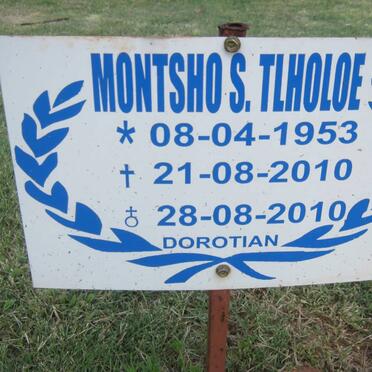 MONTSHO S. TLHOLOE
* 08-04-1953
† 21-08-2010
♁ 28-08-2010
DOROTIAN